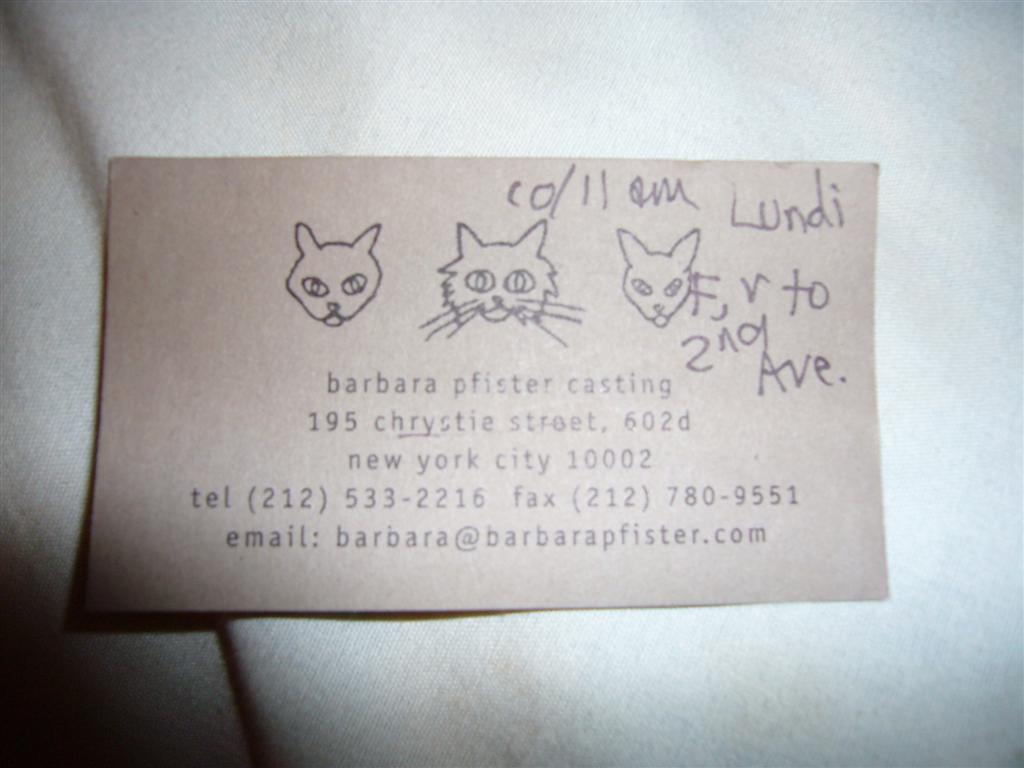 10/11 am Lundi
F, V to
2nd
Ave.
barbara pfister casting
195 chrystie street, 602d
new york city 10002
tel (212) 533-2216 fax (212) 780-9551
email: barbara@barbarapfister.com